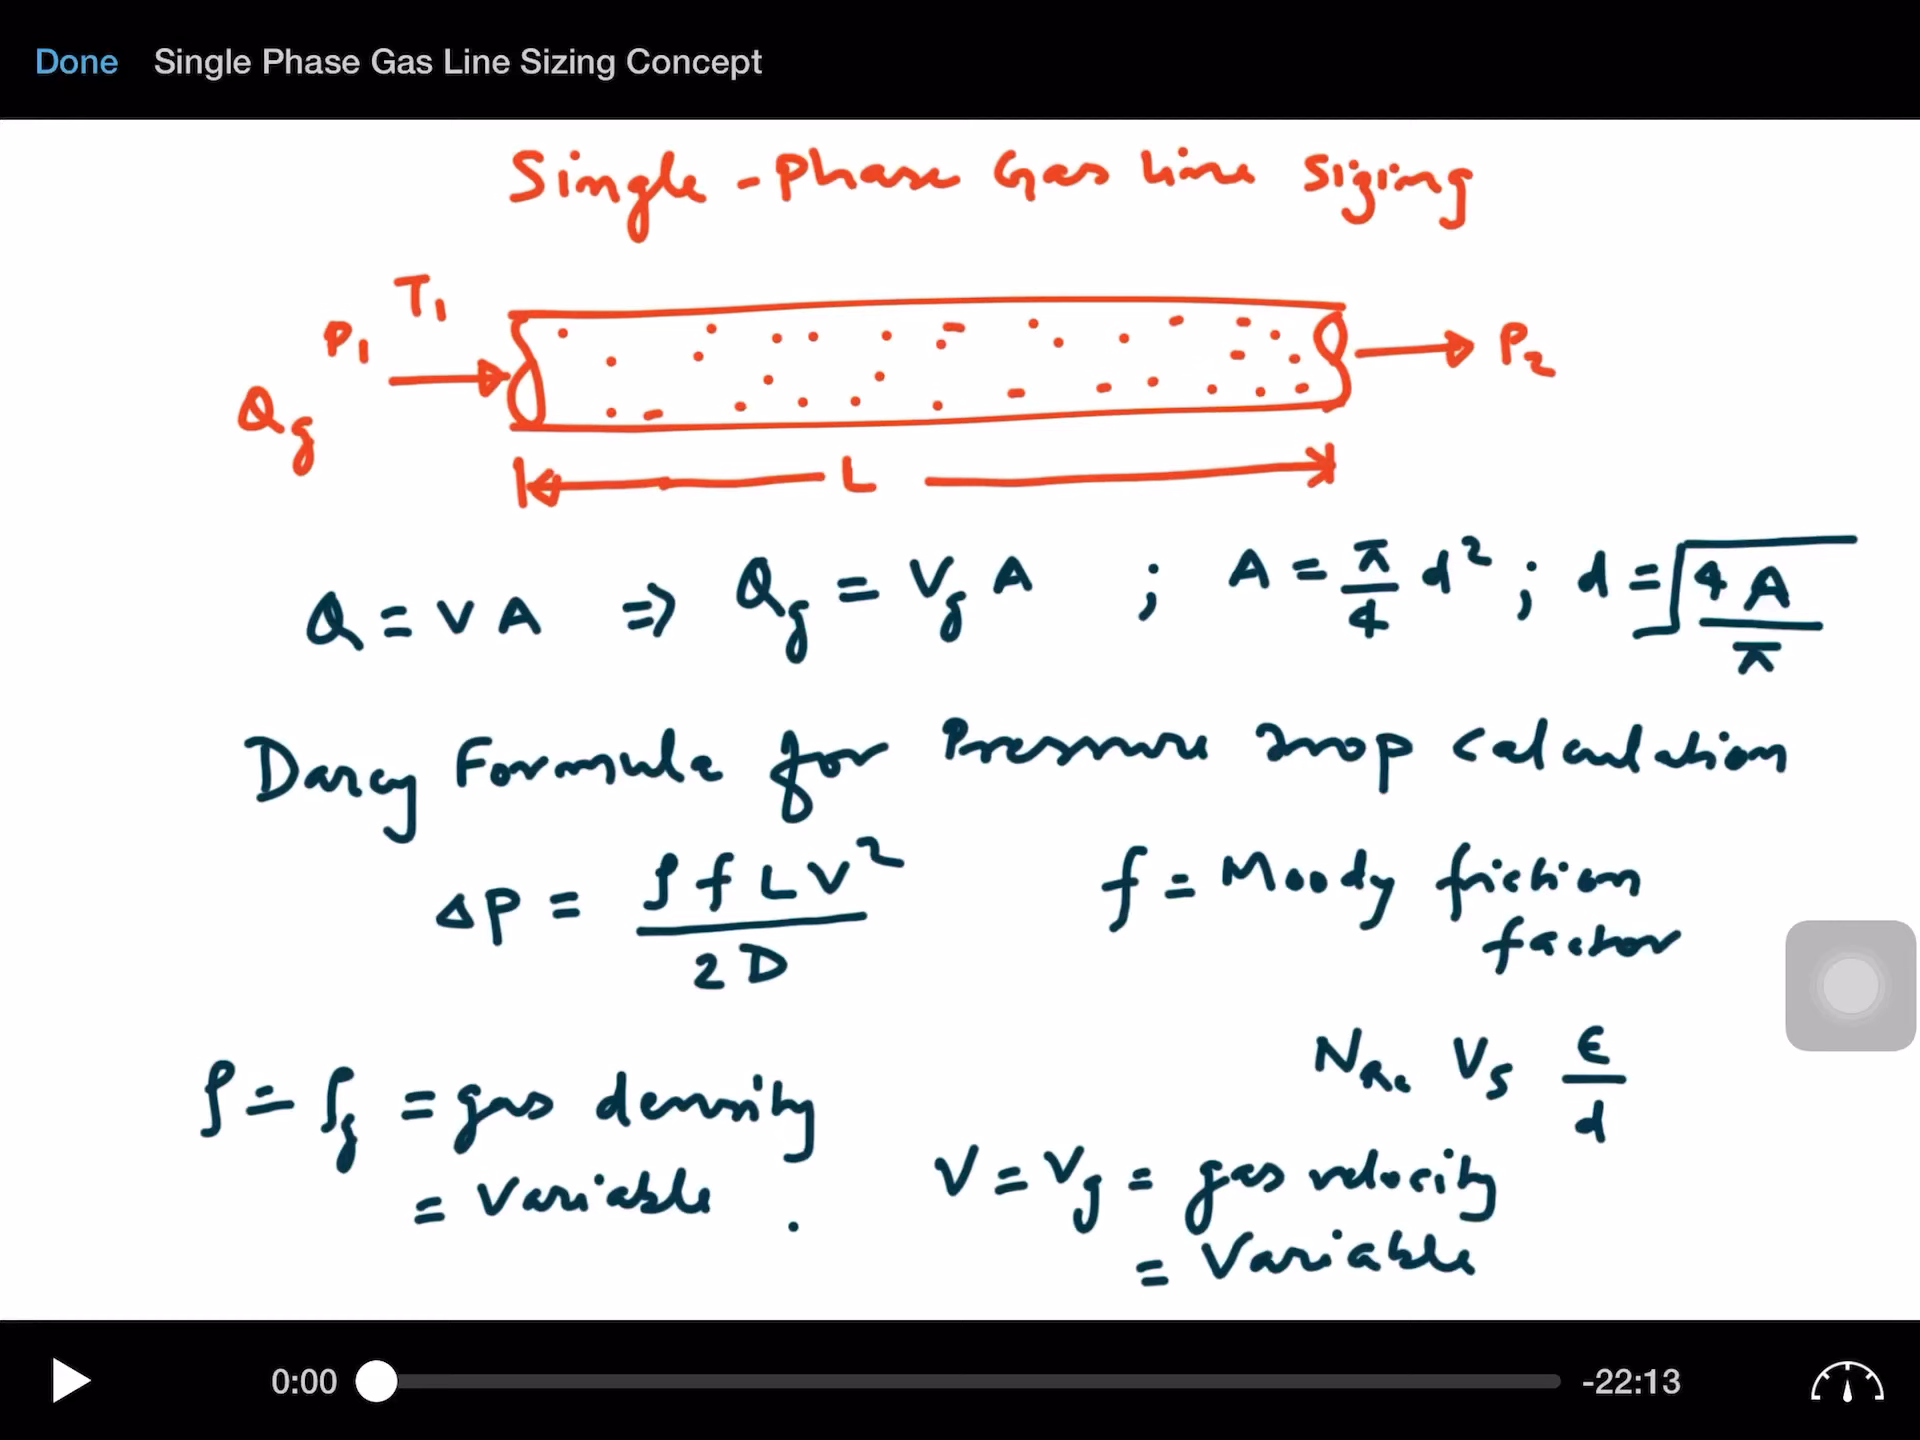 Done Single Phase Gas Line Sizing Concept
Single - Phase Gas Line Sizing
T₁
P₁
P₂
Qg
L
Q = VA ⇒ Qg = Vg A ; A = π/4 d² ; d = √(4A/π)
Darcy Formula for Pressure Drop calculation
ΔP = ρ f L V² / 2D
f = Moody friction
factor
NRe Vs ϵ/d
ρ = ρg = gas density
= Variable .
V = Vg = gas velocity
= Variable
0:00 -22:13